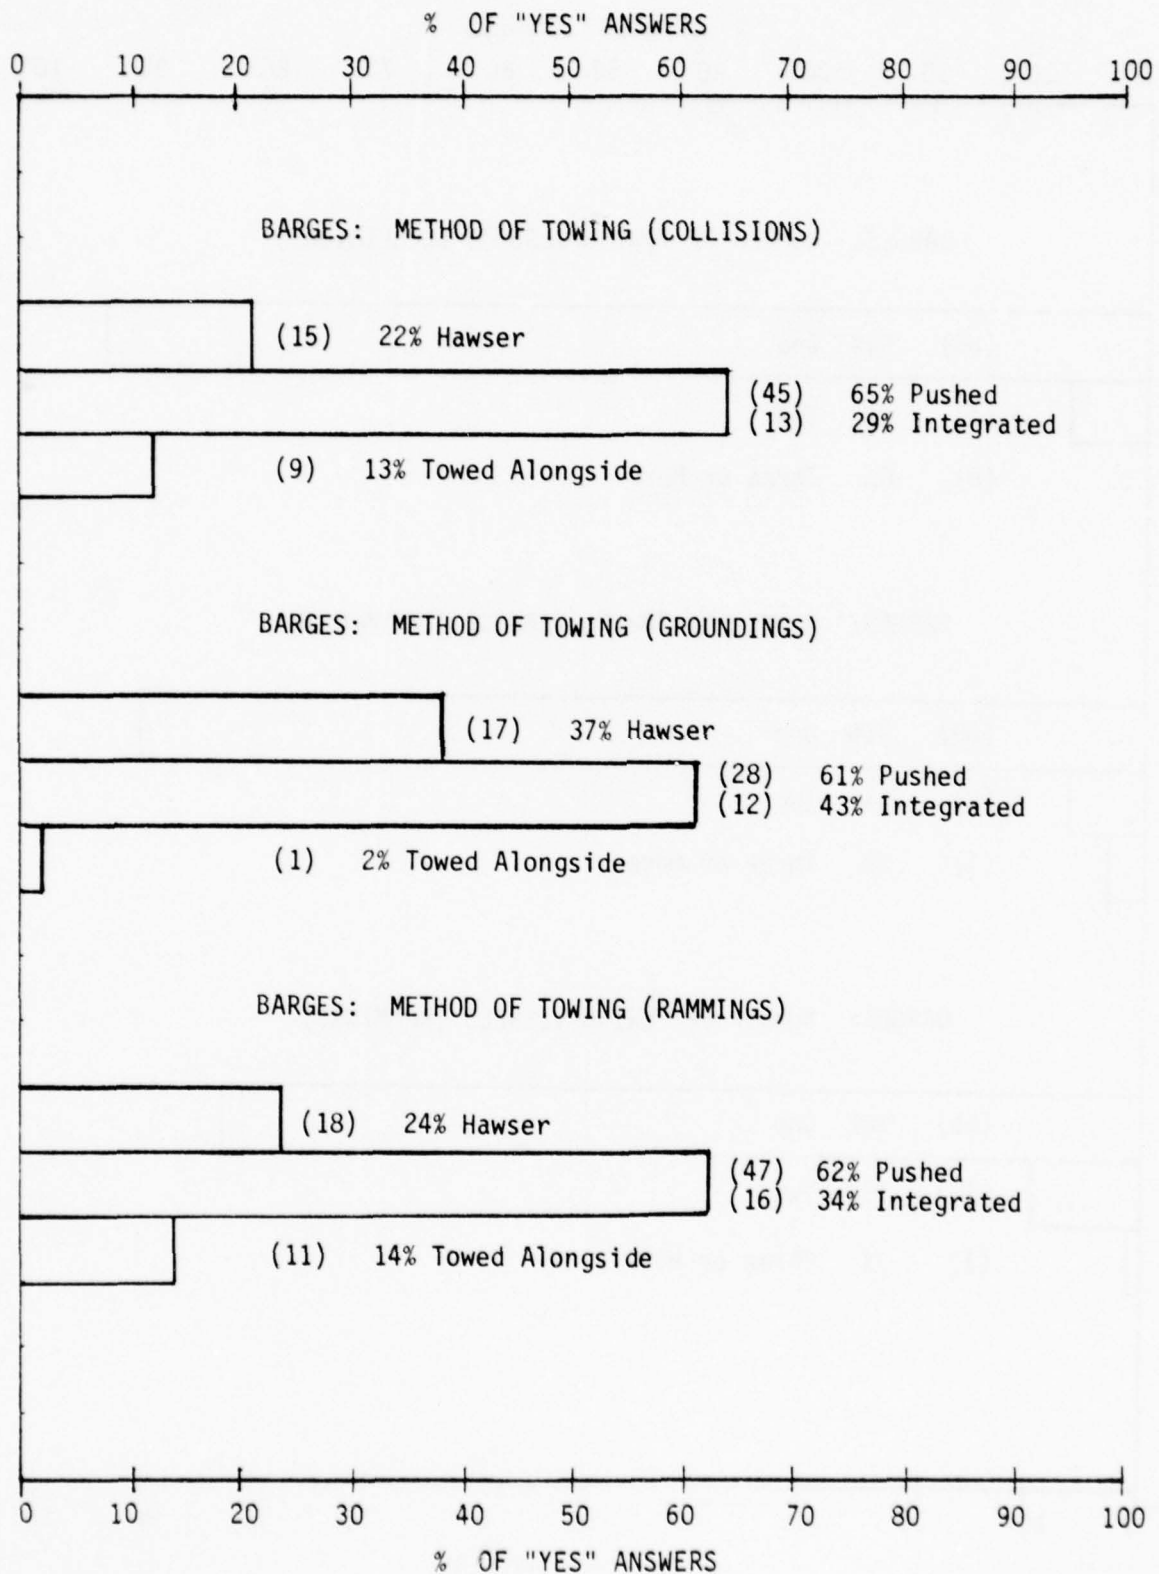 % OF "YES" ANSWERS
0 10 20 30 40 50 60 70 80 90 100
BARGES: METHOD OF TOWING (COLLISIONS)
(15) 22% Hawser
(45) 65% Pushed
(13) 29% Integrated
(9) 13% Towed Alongside
BARGES: METHOD OF TOWING (GROUNDINGS)
(17) 37% Hawser
(28) 61% Pushed
(12) 43% Integrated
(1) 2% Towed Alongside
BARGES: METHOD OF TOWING (RAMMINGS)
(18) 24% Hawser
(47) 62% Pushed
(16) 34% Integrated
(11) 14% Towed Alongside
0 10 20 30 40 50 60 70 80 90 100
% OF "YES" ANSWERS